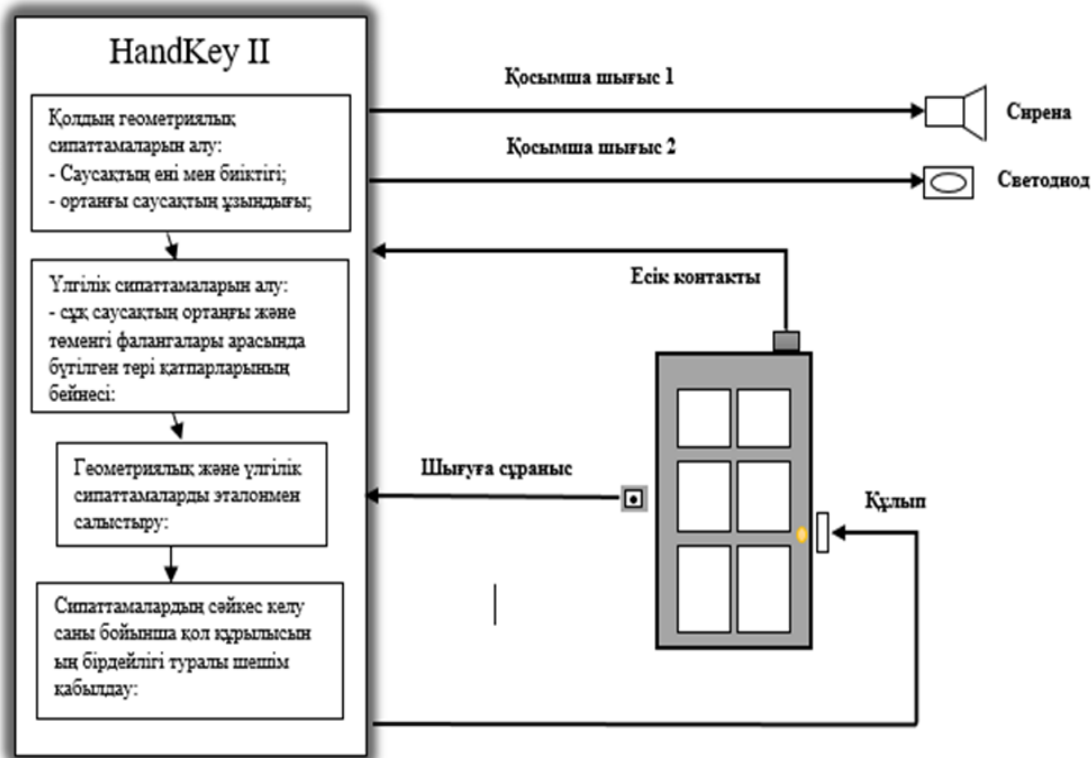 HandKey II
Қолдың геометриялық
сипаттамаларын алу:
- Саусақтың ені мен биіктігі;
- ортанғы саусақтың ұзындығы;
Үлгілік сипаттамаларын алу:
- сұқ саусақтың ортаңғы және
төменгі фалангалары арасында
бүгілген тері қатпарларының
бейнесі:
Геометриялық және үлгілік
сипаттамаларды эталонмен
салыстыру:
Сипаттамалардың сәйкес келу
саны бойынша қол құрылысын
ың бірдейлігі туралы шешім
қабылдау:
Қосымша шығыс 1
Сирена
Қосымша шығыс 2
Светодиод
Есік контакты
Шығуға сұраныс
Құлып